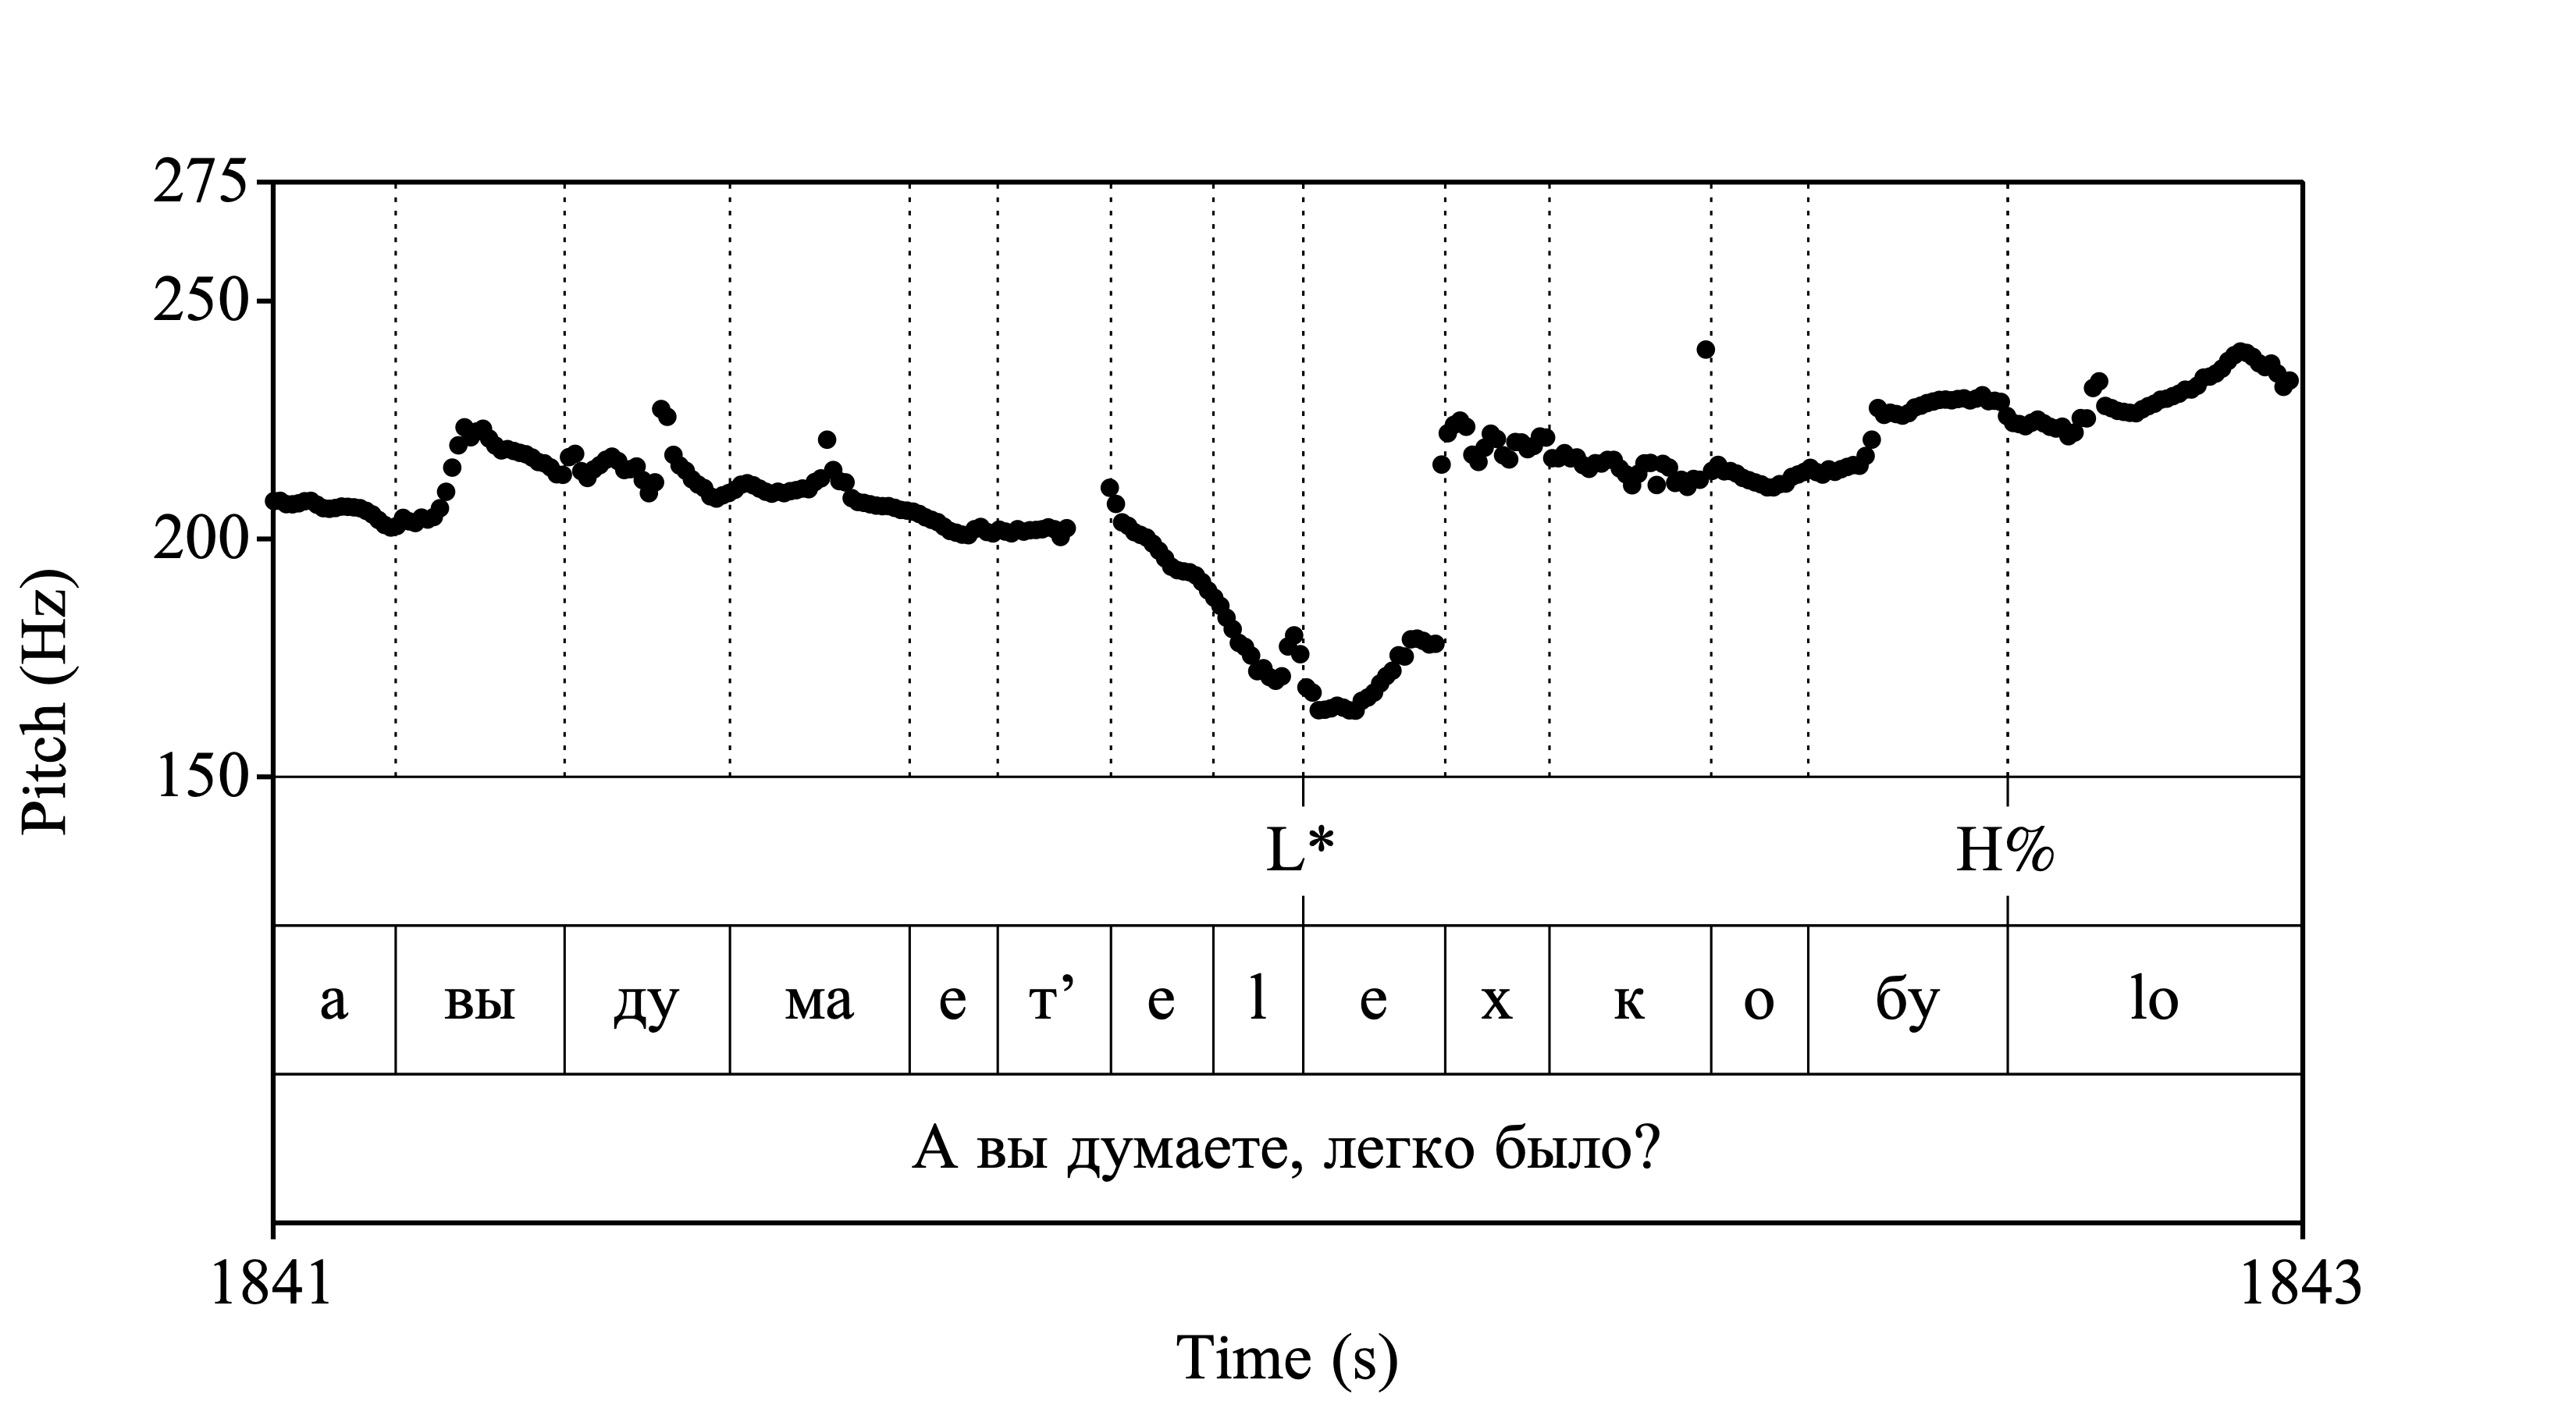 275
250
200
150
Pitch (Hz)
L* H%
а вы ду ма е т’ е l е х к о бу lo
А вы думаете, легко было?
1841 1843
Time (s)